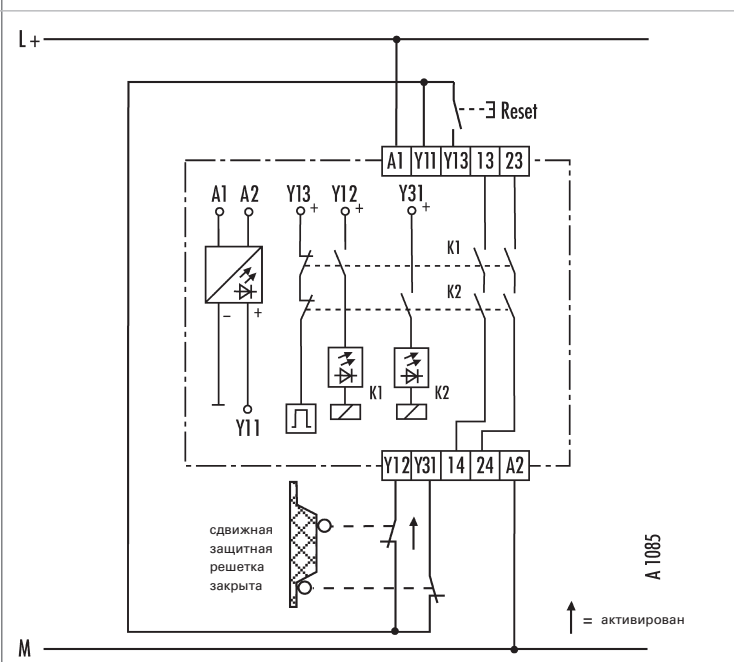 L+
Reset
A1 Y11 Y13 13 23
A1 A2 Y13 + Y12 + Y31 +
K1
K2
− +
K1 K2
Y11
Y12 Y31 14 24 A2
сдвижная
защитная
решетка
закрыта
A 1085
= активирован
M